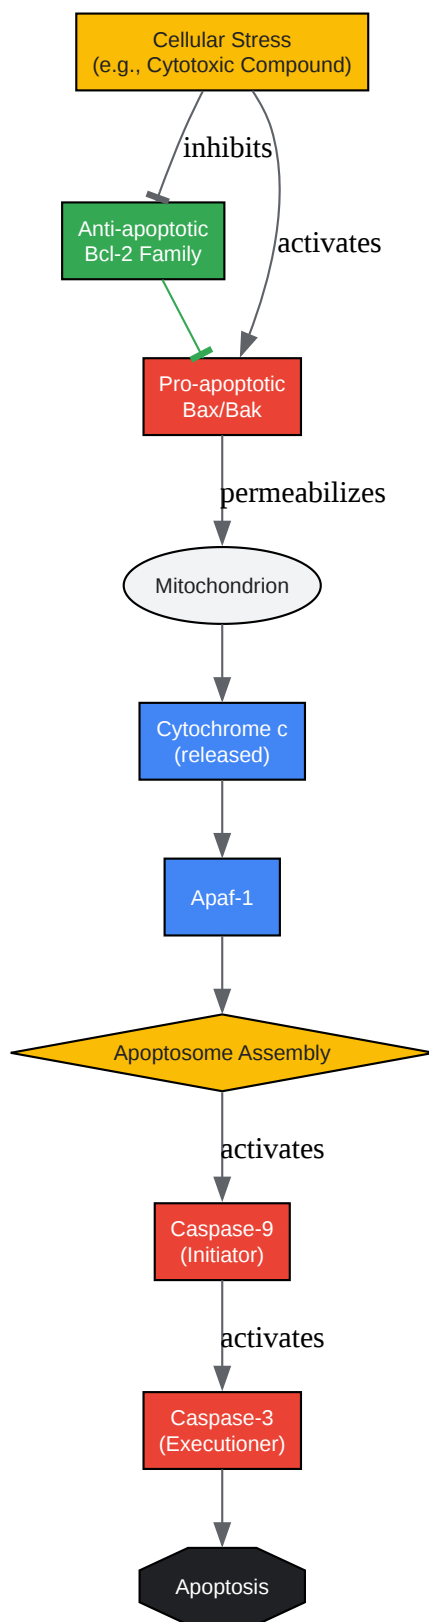 Cellular Stress
(e.g., Cytotoxic Compound)
inhibits
Anti-apoptotic
Bcl-2 Family
activates
Pro-apoptotic
Bax/Bak
permeabilizes
Mitochondrion
Cytochrome c
(released)
Apaf-1
Apoptosome Assembly
activates
Caspase-9
(Initiator)
activates
Caspase-3
(Executioner)
Apoptosis